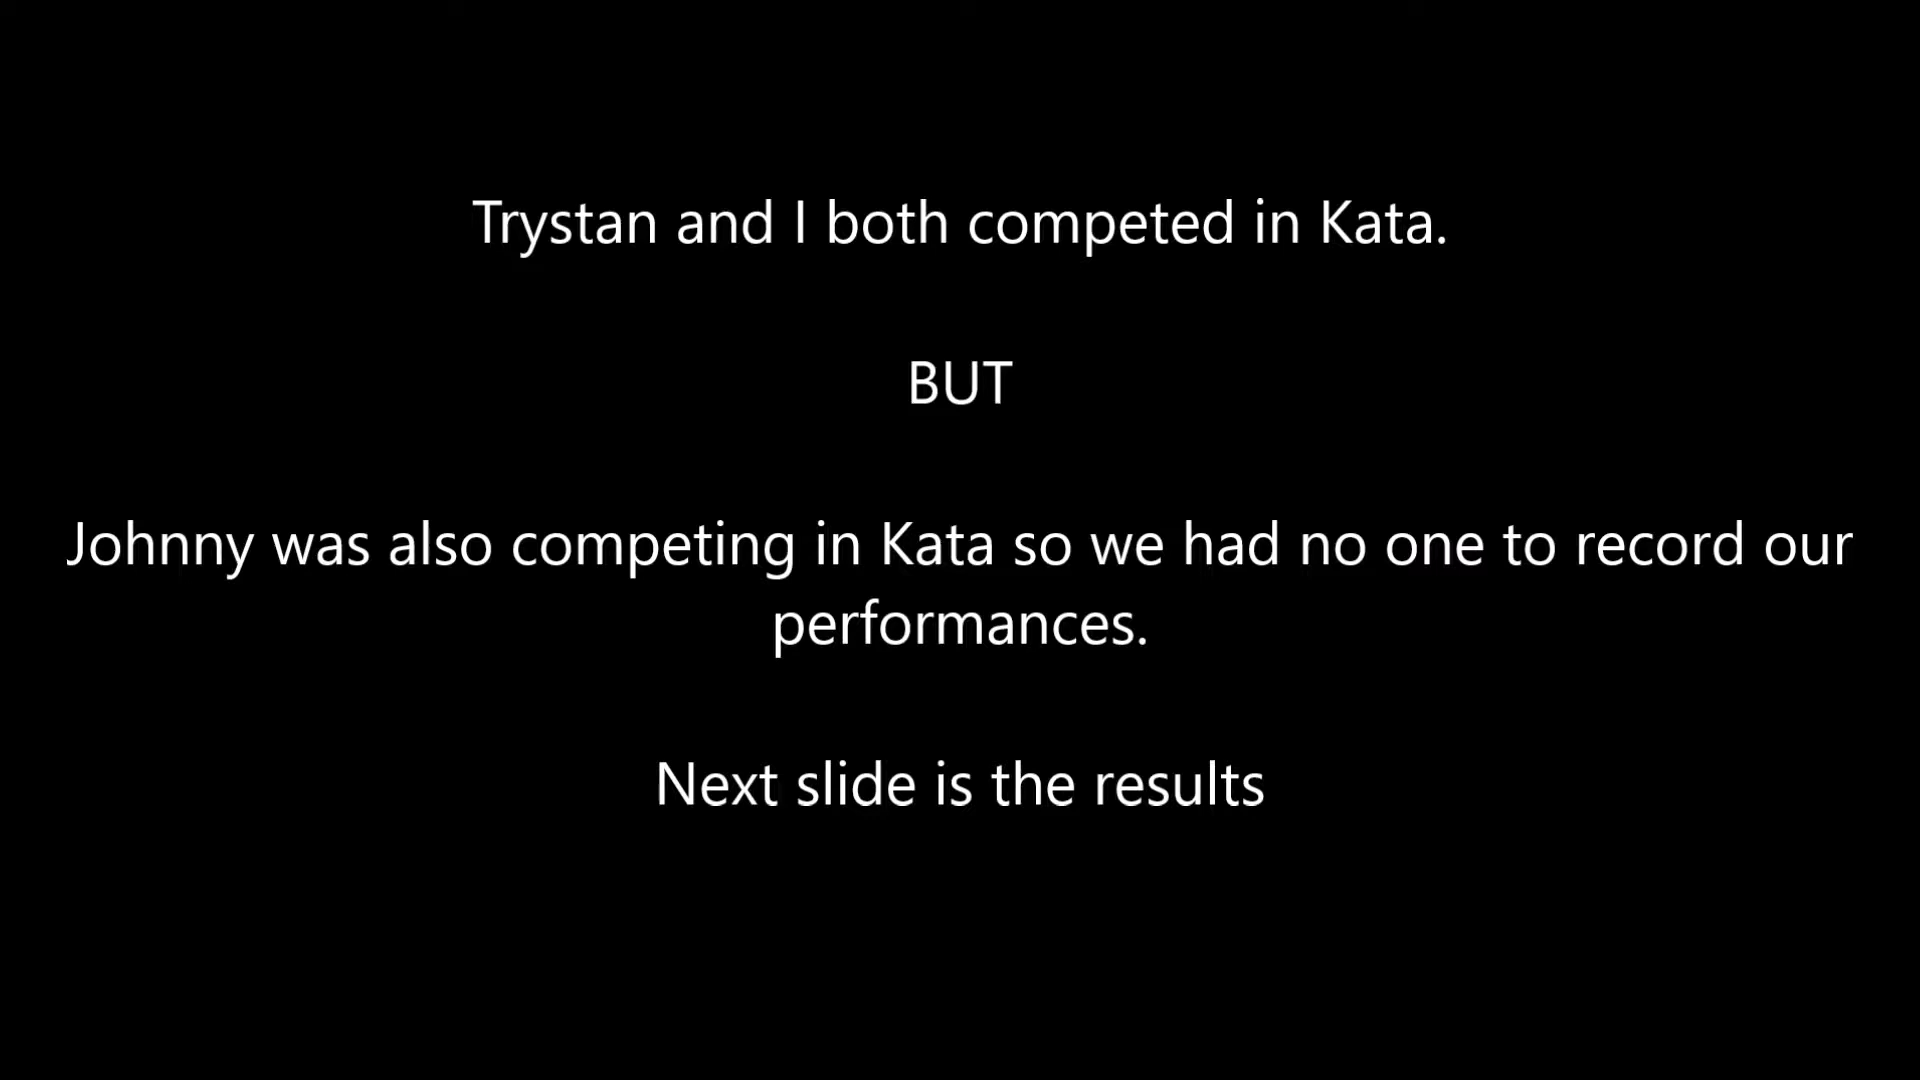 Trystan and I both competed in Kata.
BUT
Johnny was also competing in Kata so we had no one to record our
performances.
Next slide is the results